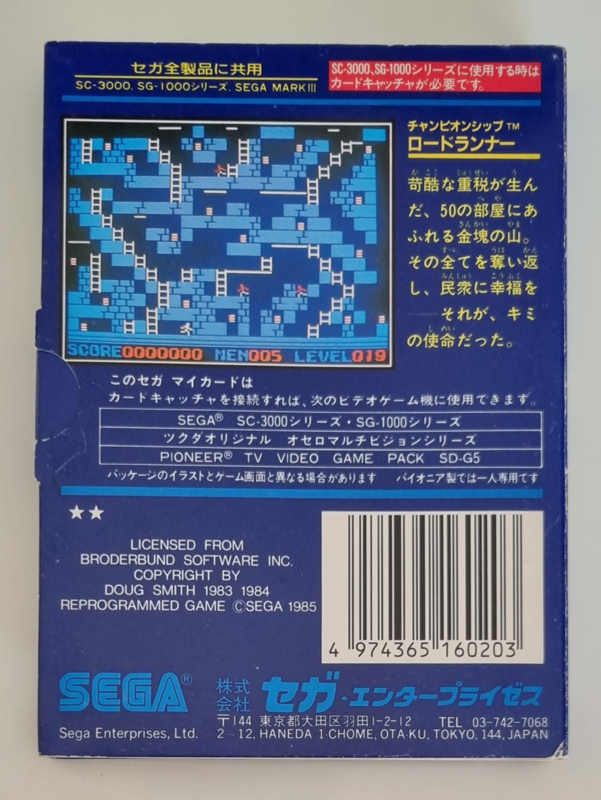 セガ全製品に共用
SC-3000、SG-1000シリーズ、SEGA MARKIII
SC-3000、SG-1000シリーズに使用する時は
カードキャッチャが必要です。
チャンピオンシップ™
ロードランナー
苛酷な重税が生ん
だ、50の部屋にあ
ふれる金塊の山。
その全てを奪い返
し、民衆に幸福を
それが、キミ
の使命だった。
SCORE0000000 MEN005 LEVEL019
このセガ マイカードは
カードキャッチャを接続すれば、次のビデオゲーム機に使用できます。
SEGA® SC-3000シリーズ・SG-1000シリーズ
ツクダオリジナル オセロマルチビジョンシリーズ
PIONEER® TV VIDEO GAME PACK SD-G5
パッケージのイラストとゲーム画面と異なる場合があります パイオニア製では一人専用です
★★
LICENSED FROM
BRODERBUND SOFTWARE INC.
COPYRIGHT BY
DOUG SMITH 1983 1984
REPROGRAMMED GAME ©SEGA 1985
4 974365 160203
SEGA®
Sega Enterprises, Ltd.
株式会社 セガ・エンタープライゼス
〒144 東京都大田区羽田1-2-12 TEL 03-742-7068
2-12, HANEDA 1-CHOME, OTA-KU, TOKYO, 144, JAPAN